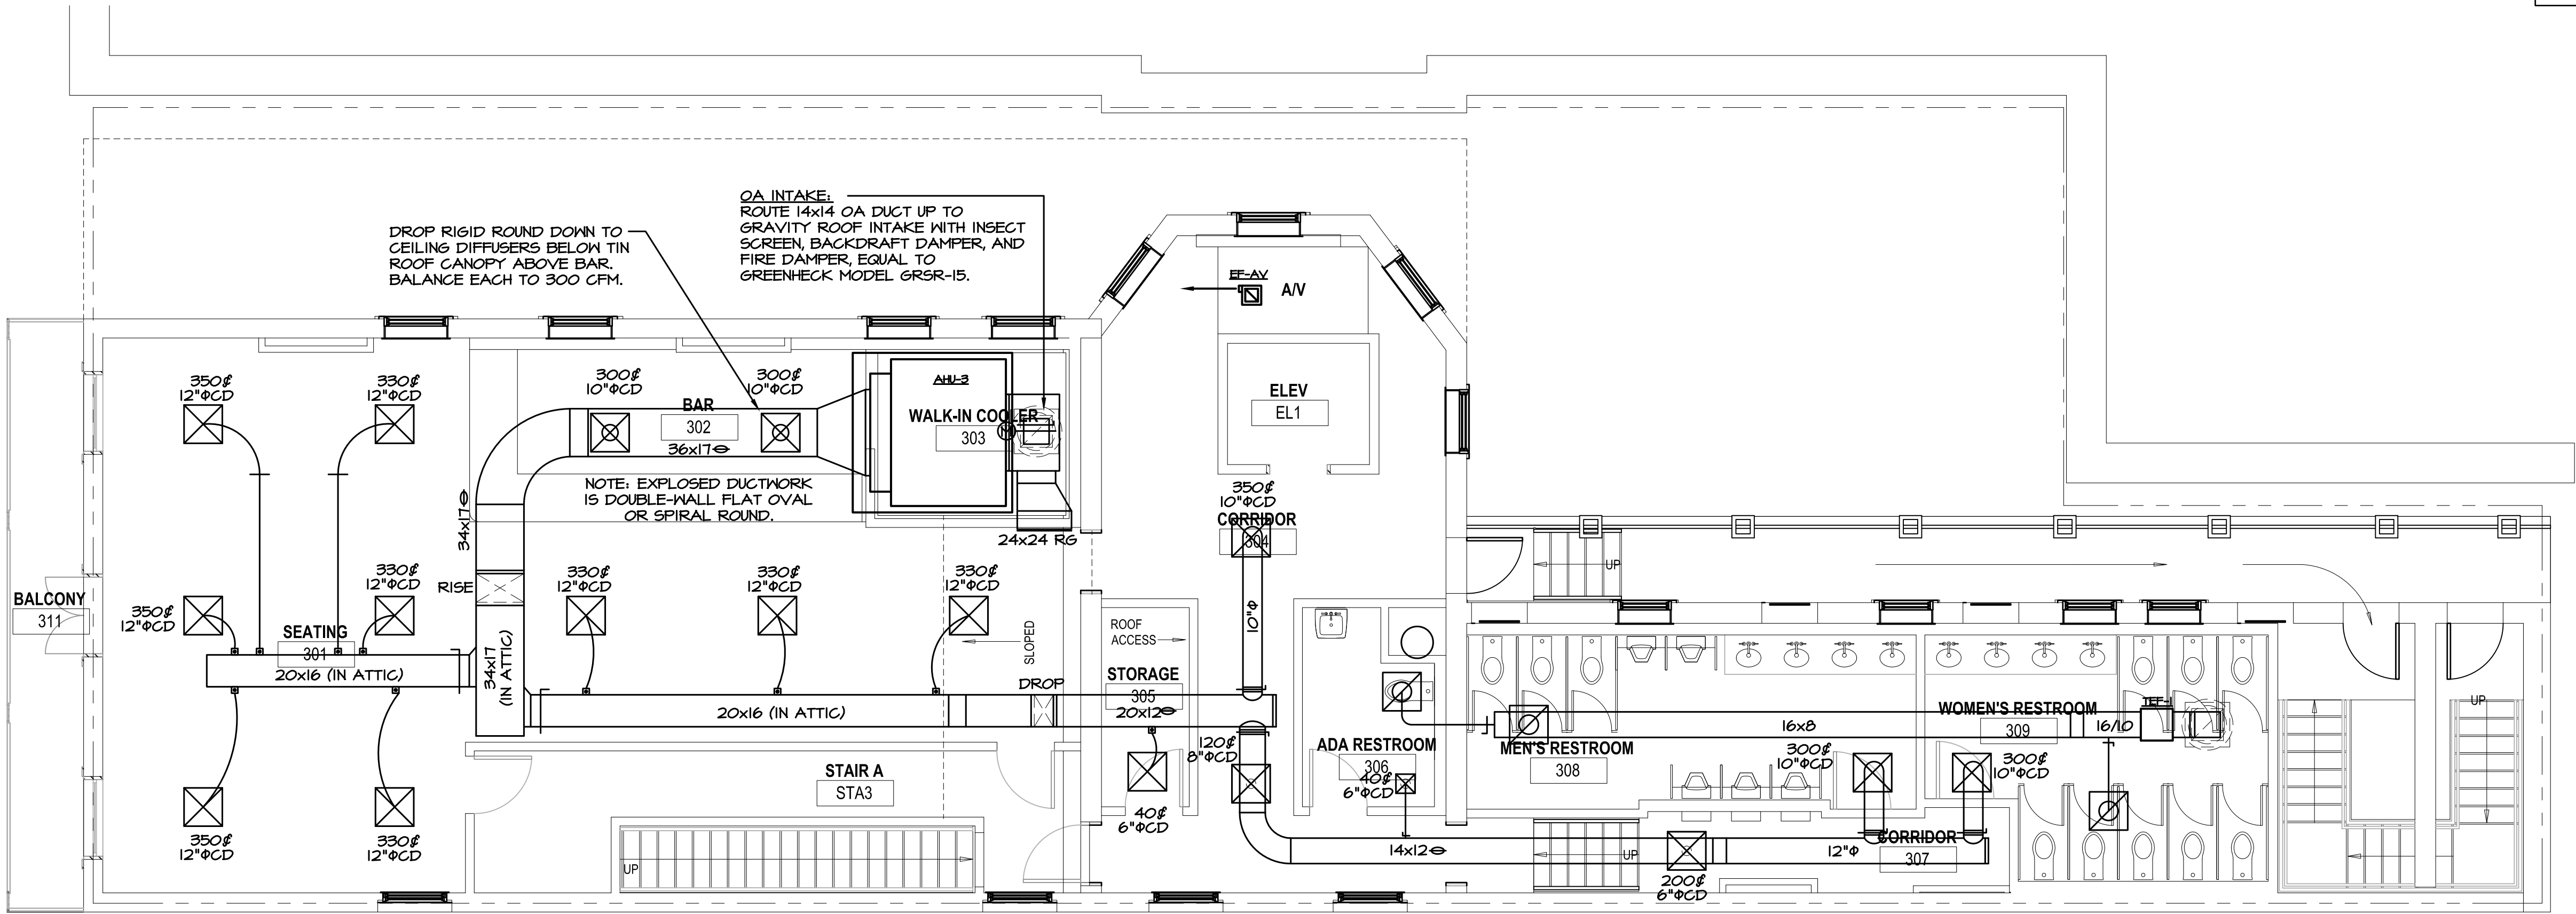 OA INTAKE:
ROUTE 14x14 OA DUCT UP TO
GRAVITY ROOF INTAKE WITH INSECT
SCREEN, BACKDRAFT DAMPER, AND
FIRE DAMPER, EQUAL TO
GREENHECK MODEL GRSR-15.
DROP RIGID ROUND DOWN TO
CEILING DIFFUSERS BELOW TIN
ROOF CANOPY ABOVE BAR.
BALANCE EACH TO 300 CFM.
EF-AV
A/V
350₡
12"ΦCD
330₡
12"ΦCD
300₡
10"ΦCD
300₡
10"ΦCD
AHU-3
BAR
302
36x17⊖
WALK-IN COOLER
303
M
ELEV
EL1
NOTE: EXPLOSED DUCTWORK
IS DOUBLE-WALL FLAT OVAL
OR SPIRAL ROUND.
34x17⊖
24x24 RG
350₡
10"ΦCD
CORRIDOR
304
10"Φ
UP
BALCONY
311
350₡
12"ΦCD
330₡
12"ΦCD
RISE
330₡
12"ΦCD
330₡
12"ΦCD
330₡
12"ΦCD
SEATING
301
20x16 (IN ATTIC)
34x17
(IN ATTIC)
SLOPED
ROOF
ACCESS
DROP
STORAGE
305
20x12⊖
20x16 (IN ATTIC)
120₡
8"ΦCD
ADA RESTROOM
306
40₡
6"ΦCD
MEN'S RESTROOM
308
16x8
WOMEN'S RESTROOM
309
16/10
TEF-1
UP
300₡
10"ΦCD
300₡
10"ΦCD
STAIR A
STA3
40₡
6"ΦCD
350₡
12"ΦCD
330₡
12"ΦCD
UP
14x12⊖
UP
12"Φ
CORRIDOR
307
200₡
6"ΦCD